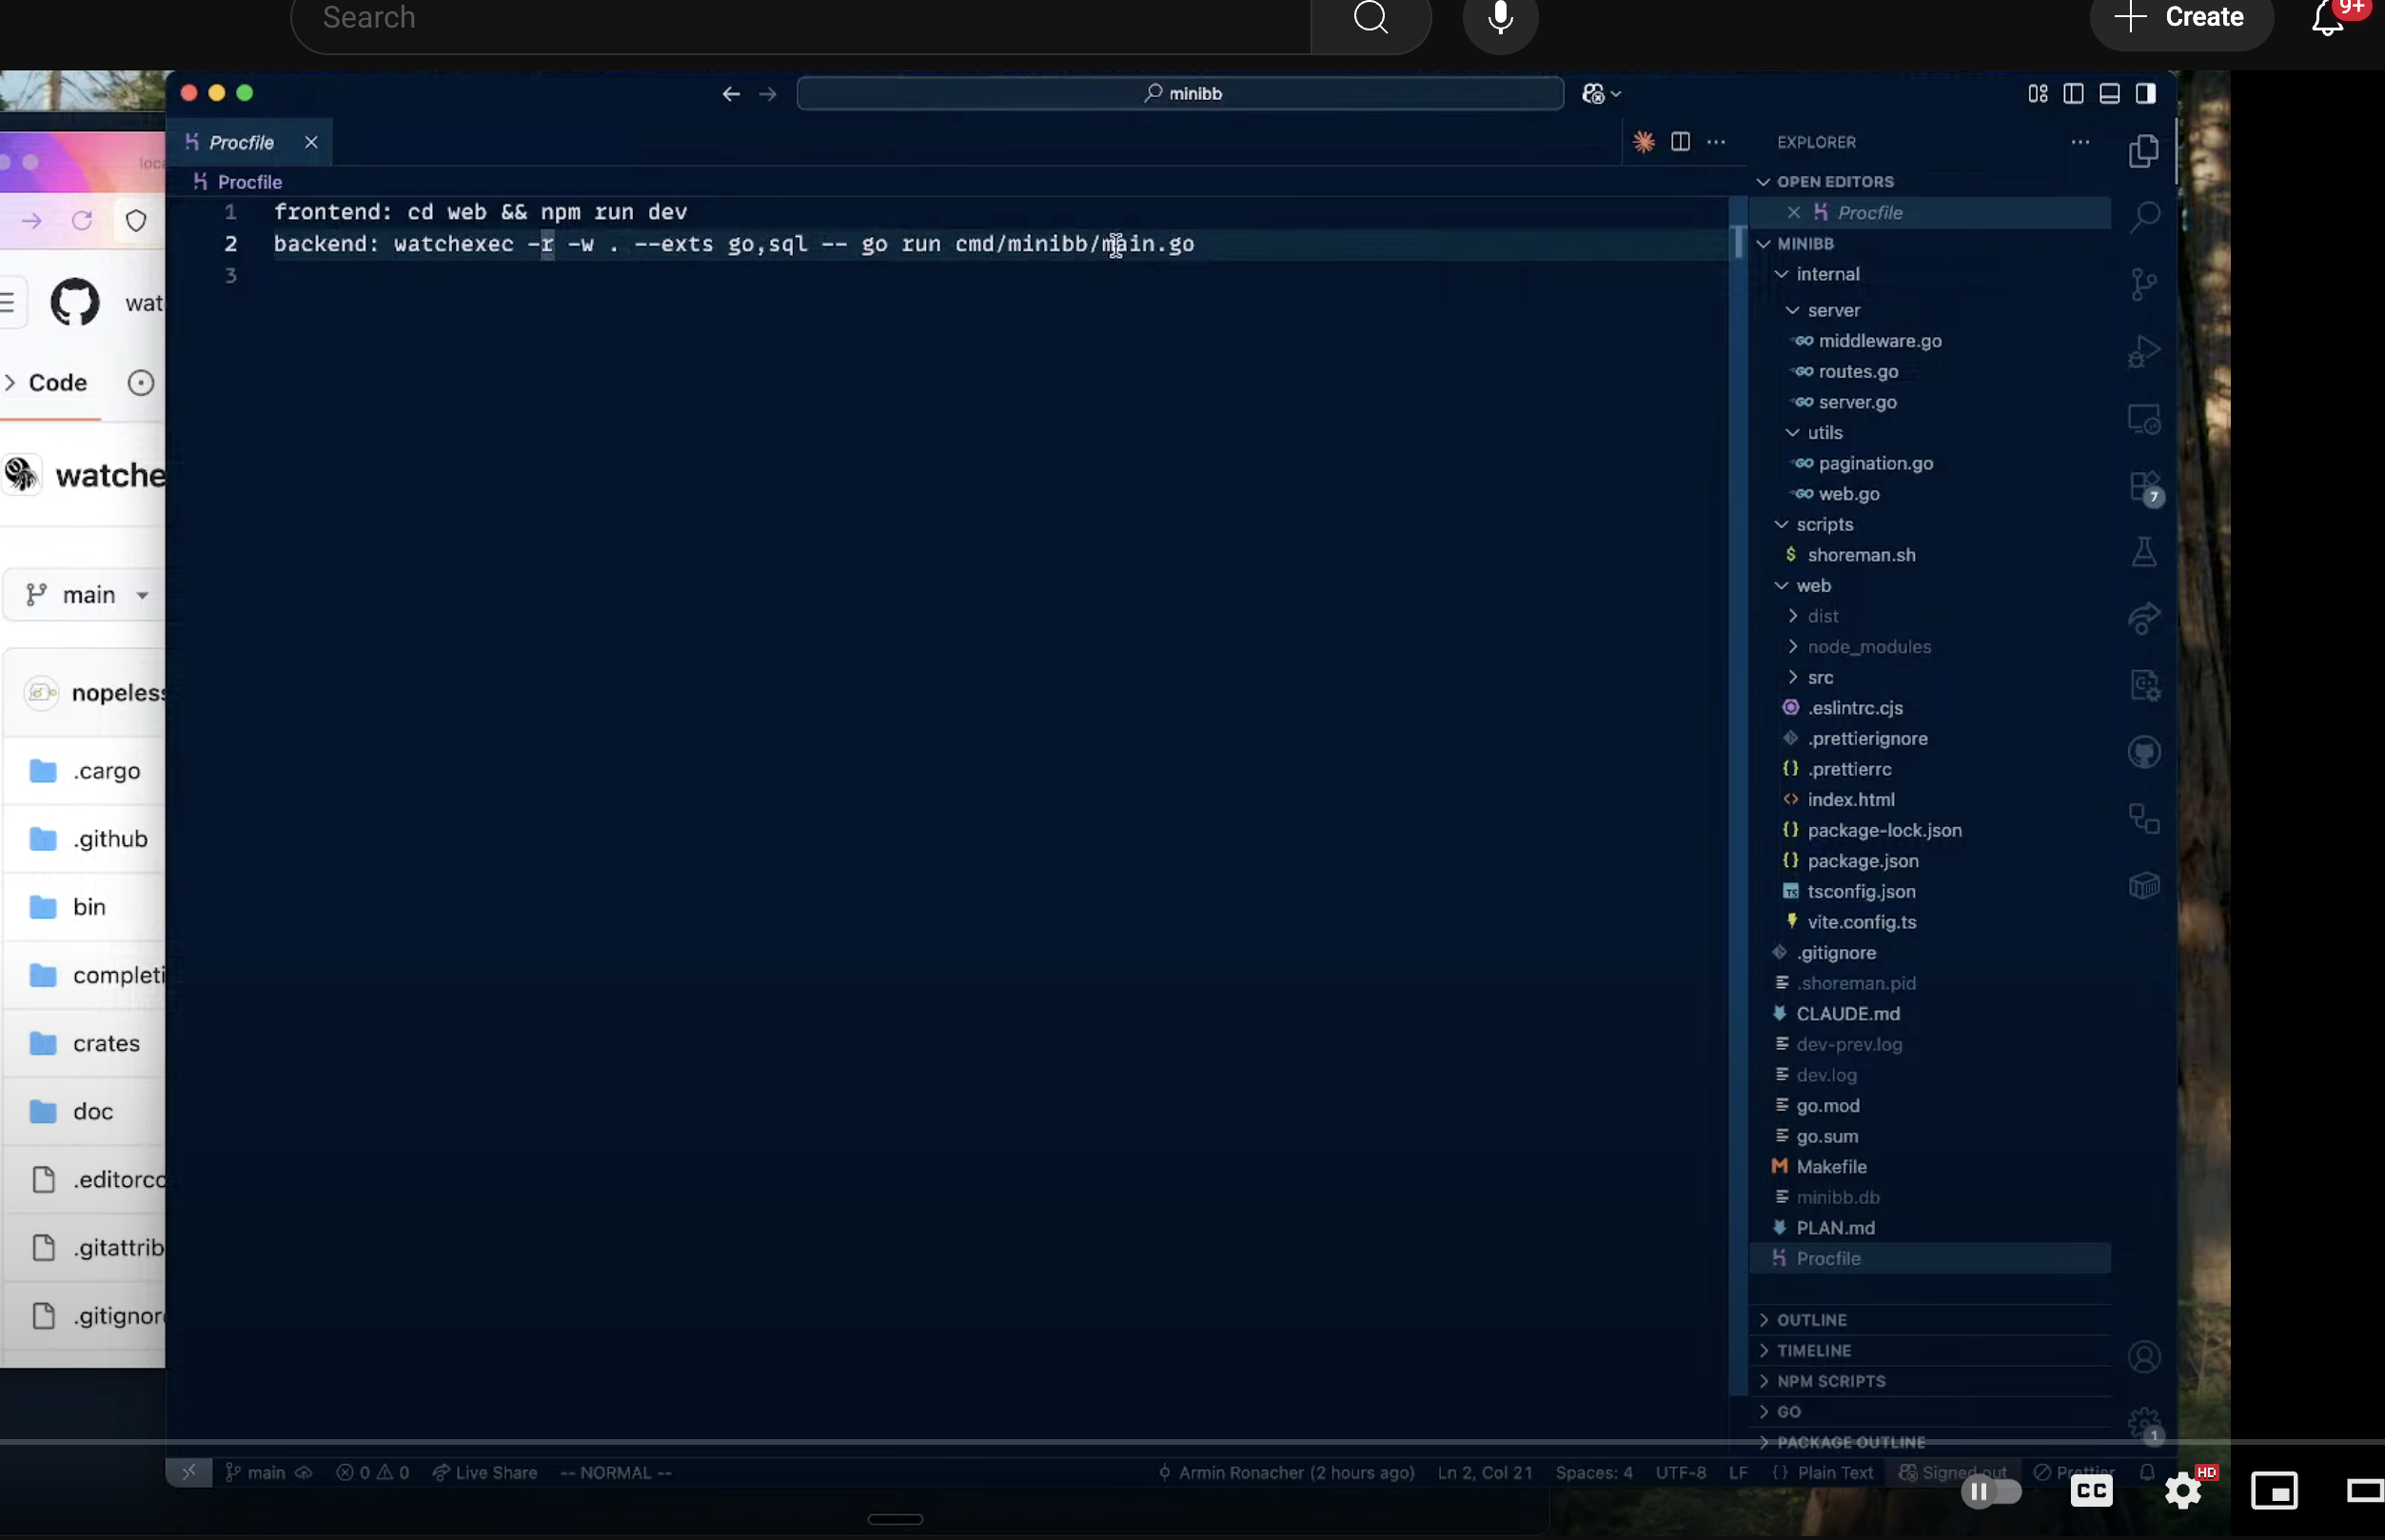 Search
Create
9+
minibb
Procfile
Procfile
1 frontend: cd web && npm run dev
2 backend: watchexec -r -w . --exts go,sql -- go run cmd/minibb/main.go
3
wat
Code
watche
main
nopeless
.cargo
.github
bin
completi
crates
doc
.editorco
.gitattrib
.gitignor
EXPLORER
OPEN EDITORS
Procfile
MINIBB
internal
server
middleware.go
routes.go
server.go
utils
pagination.go
web.go
7
scripts
$ shoreman.sh
web
dist
node_modules
src
.eslintrc.cjs
.prettierignore
{} .prettierrc
<> index.html
{} package-lock.json
{} package.json
TS tsconfig.json
vite.config.ts
.gitignore
.shoreman.pid
CLAUDE.md
dev-prev.log
dev.log
go.mod
go.sum
M Makefile
minibb.db
PLAN.md
Procfile
OUTLINE
TIMELINE
NPM SCRIPTS
GO
PACKAGE OUTLINE
1
main 0 0 Live Share -- NORMAL -- Armin Ronacher (2 hours ago) Ln 2, Col 21 Spaces: 4 UTF-8 LF {} Plain Text Signed out Prettier
CC
HD